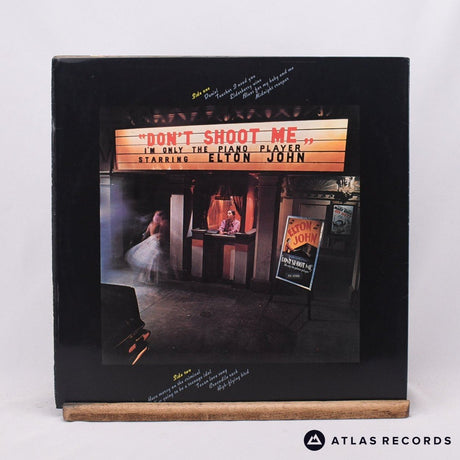 Side one
Daniel
Teacher I need you
Elderberry wine
Blues for my baby and me
Midnight creeper
"DON'T SHOOT ME"
I'M ONLY THE PIANO PLAYER
STARRING ELTON JOHN
ELTON
JOHN
DON'T SHOOT ME
Side two
Have mercy on the criminal
I'm going to be a teenage idol
Texan love song
Crocodile rock
High-flying bird
ATLAS RECORDS